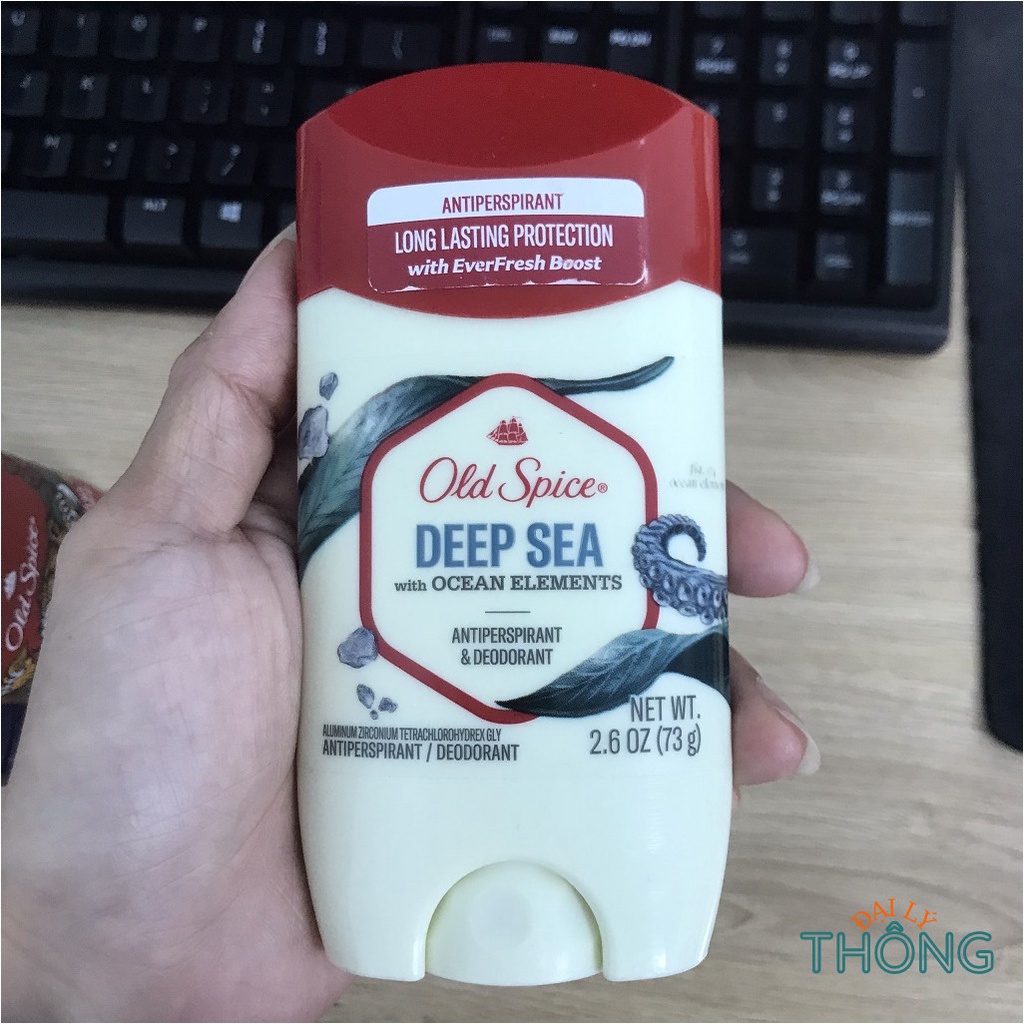 ANTIPERSPIRANT
LONG LASTING PROTECTION
with EverFresh Boost
Old Spice®
DEEP SEA
with OCEAN ELEMENTS
ANTIPERSPIRANT
& DEODORANT
NET WT.
2.6 OZ (73 g)
ALUMINUM ZIRCONIUM TETRACHLOROHYDREX GLY
ANTIPERSPIRANT / DEODORANT
Old Spice
ALT
ĐẠI LÝ
THÔNG